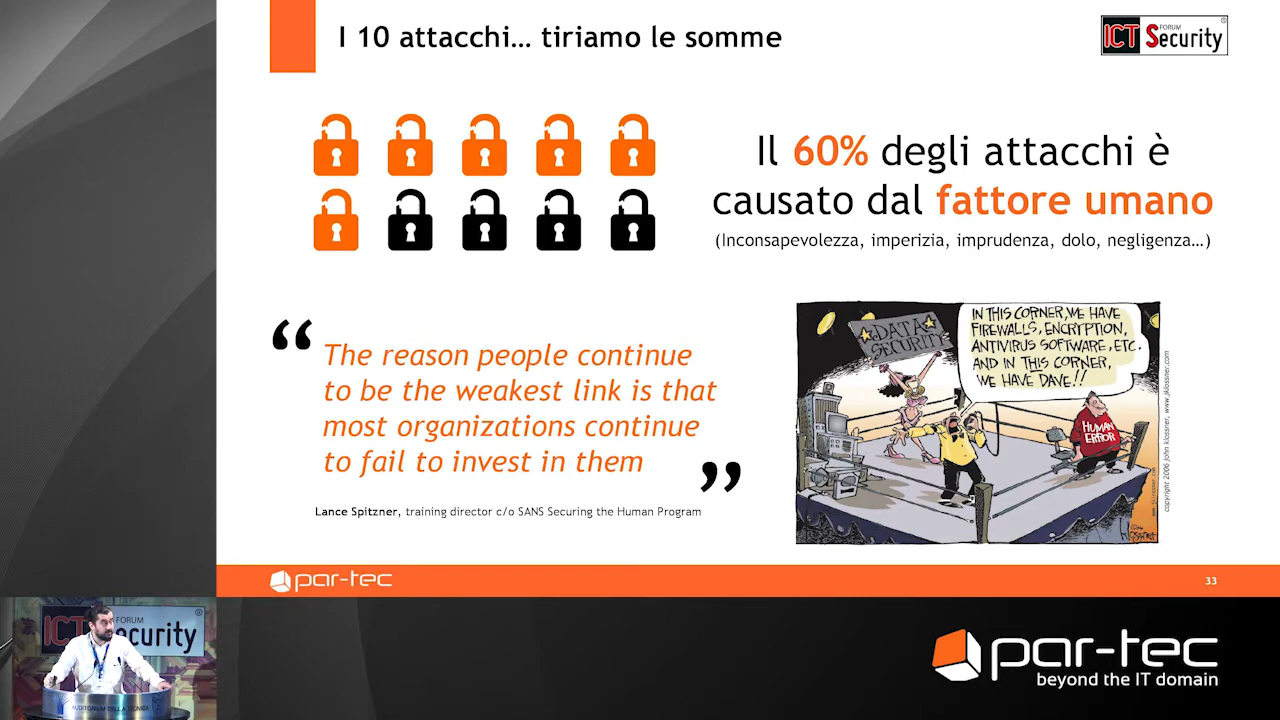 I 10 attacchi... tiriamo le somme
ICT FORUM Security
Il 60% degli attacchi è
causato dal fattore umano
(Inconsapevolezza, imperizia, imprudenza, dolo, negligenza...)
“
The reason people continue
to be the weakest link is that
most organizations continue
to fail to invest in them
”
Lance Spitzner, training director c/o SANS Securing the Human Program
DATA
SECURITY
IN THIS CORNER, WE HAVE
FIREWALLS, ENCRYPTION,
ANTIVIRUS SOFTWARE, ETC.
AND IN THIS CORNER,
WE HAVE DAVE!!
HUMAN
ERROR
copyright 2006 John klossner, www.jklossner.com
par-tec
33
ICT FORUM Security
AUDITORIUM DELLA TECNICA
par-tec
beyond the IT domain